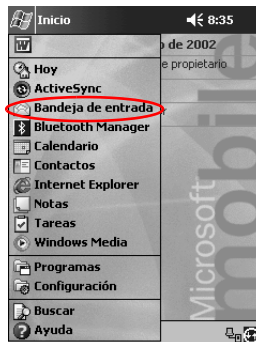 Inicio 8:35
de 2002
e propietario
Hoy
ActiveSync
Bandeja de entrada
Bluetooth Manager
Calendario
Contactos
Internet Explorer
Notas
Tareas
Windows Media
Programas
Configuración
Buscar
Ayuda
Microsoft
mobile